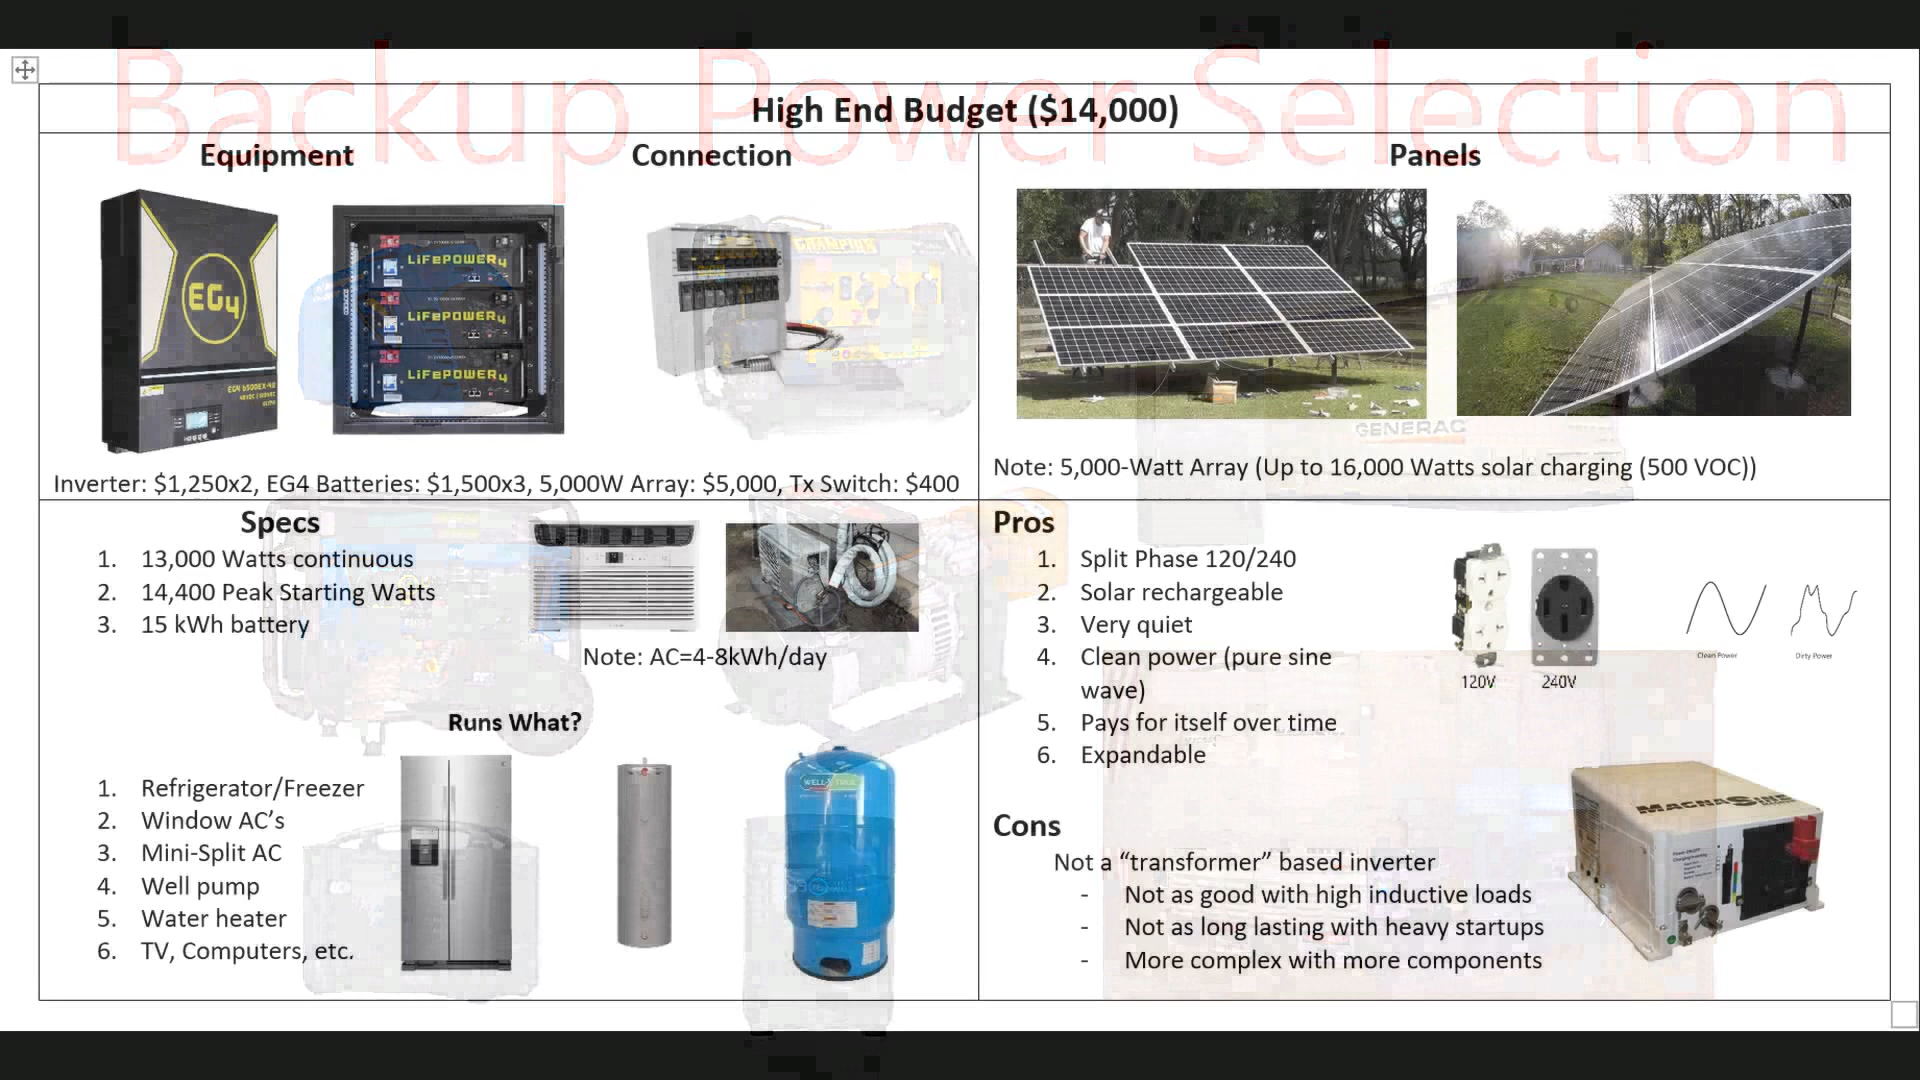 Backup Power Selection
High End Budget ($14,000)
Equipment
Connection
Panels
EG4
EG4 6500EX-48
LiFePOWER4
LiFePOWER4
LiFePOWER4
CHAMPION
GENERAC
Inverter: $1,250x2, EG4 Batteries: $1,500x3, 5,000W Array: $5,000, Tx Switch: $400
Note: 5,000-Watt Array (Up to 16,000 Watts solar charging (500 VOC))
Specs
1. 13,000 Watts continuous
2. 14,400 Peak Starting Watts
3. 15 kWh battery
Note: AC=4-8kWh/day
Runs What?
1. Refrigerator/Freezer
2. Window AC’s
3. Mini-Split AC
4. Well pump
5. Water heater
6. TV, Computers, etc.
Pros
1. Split Phase 120/240
2. Solar rechargeable
3. Very quiet
4. Clean power (pure sine
wave)
5. Pays for itself over time
6. Expandable
120V
240V
Clean Power
Dirty Power
Cons
Not a “transformer” based inverter
- Not as good with high inductive loads
- Not as long lasting with heavy startups
- More complex with more components
MAGNASINE